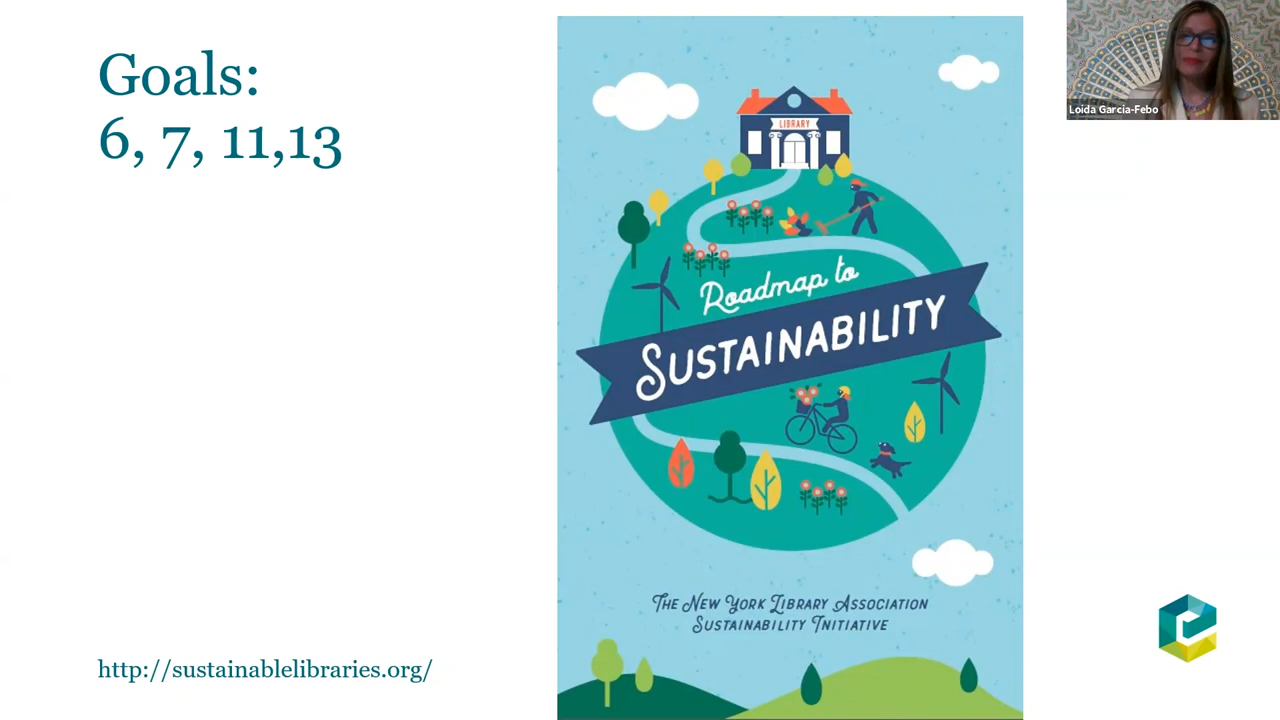 Goals:
6, 7, 11,13
Loida Garcia-Febo
LIBRARY
Roadmap to
SUSTAINABILITY
THE NEW YORK LIBRARY ASSOCIATION
SUSTAINABILITY INITIATIVE
http://sustainablelibraries.org/